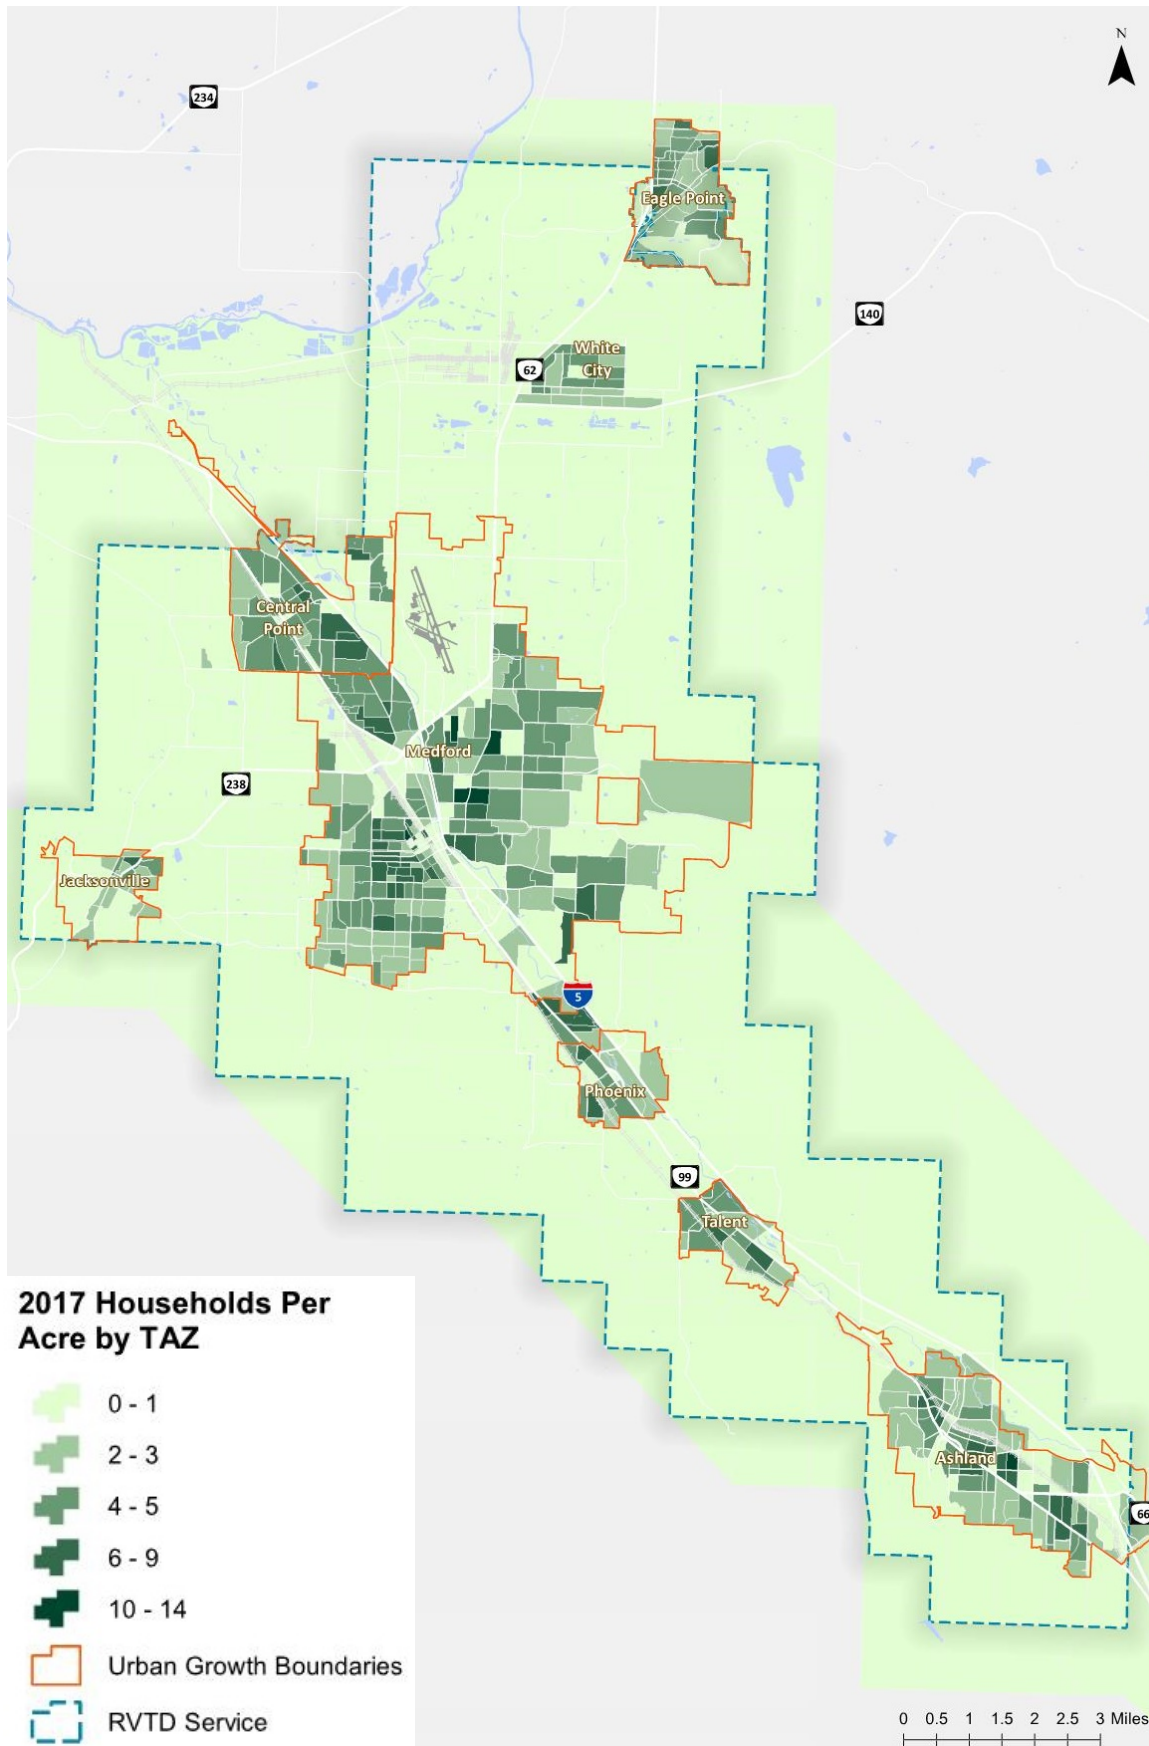 N
234
Eagle Point
140
White
City
62
Central
Point
Medford
238
Jacksonville
5
Phoenix
99
Talent
2017 Households Per
Acre by TAZ
0 - 1
2 - 3
4 - 5
6 - 9
10 - 14
Urban Growth Boundaries
RVTD Service
Ashland
66
0 0.5 1 1.5 2 2.5 3 Miles